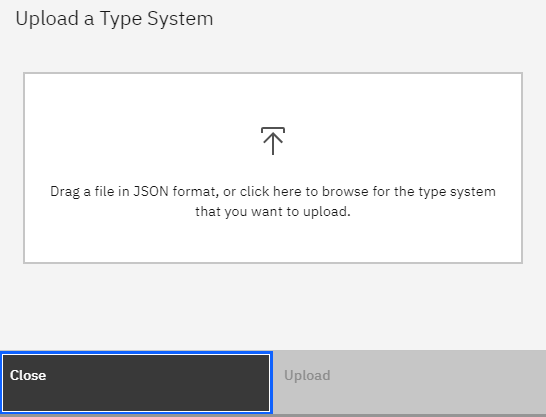 Upload a Type System
Drag a file in JSON format, or click here to browse for the type system
that you want to upload.
Close
Upload